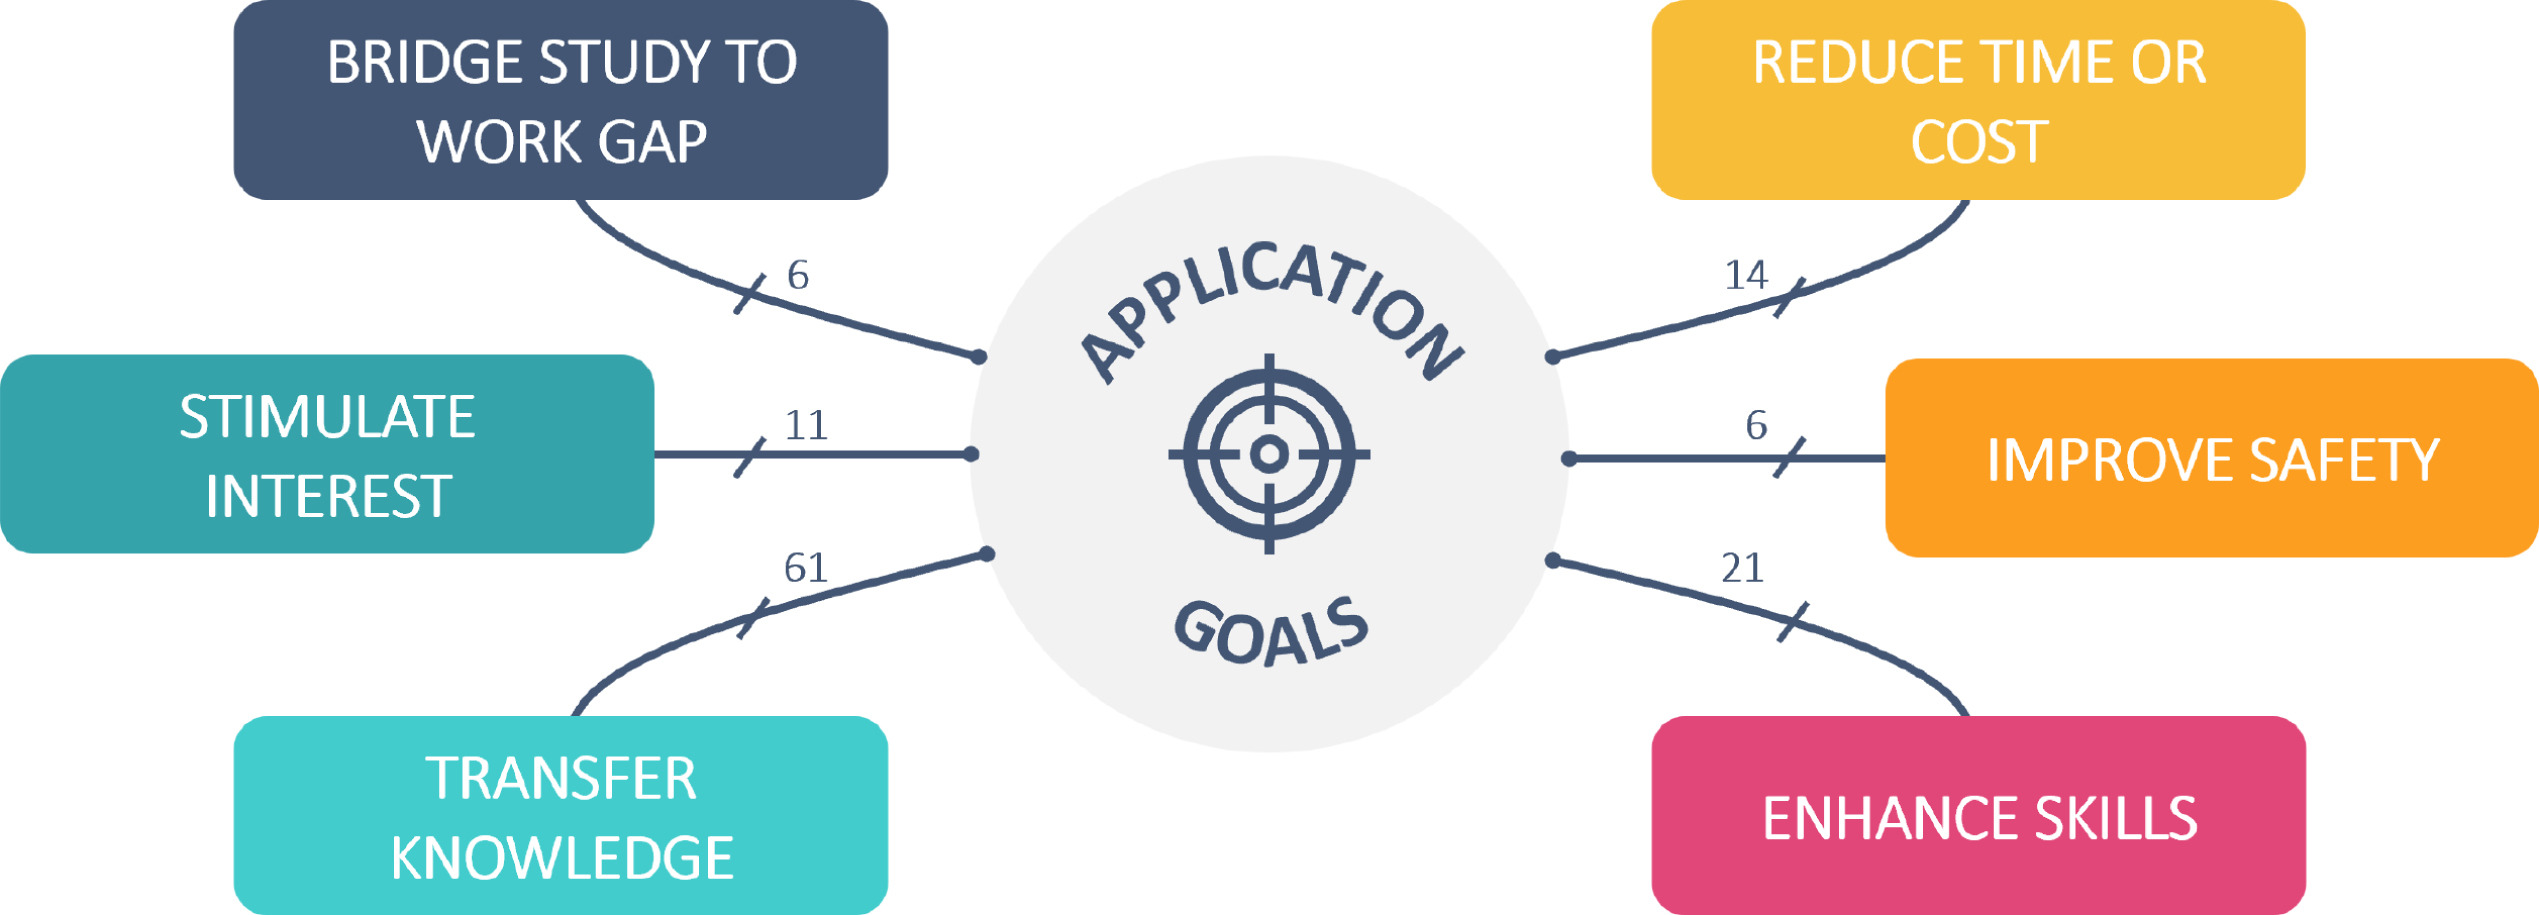 BRIDGE STUDY TO
WORK GAP
6
STIMULATE
INTEREST
11
TRANSFER
KNOWLEDGE
61
APPLICATION
GOALS
REDUCE TIME OR
COST
14
IMPROVE SAFETY
6
ENHANCE SKILLS
21